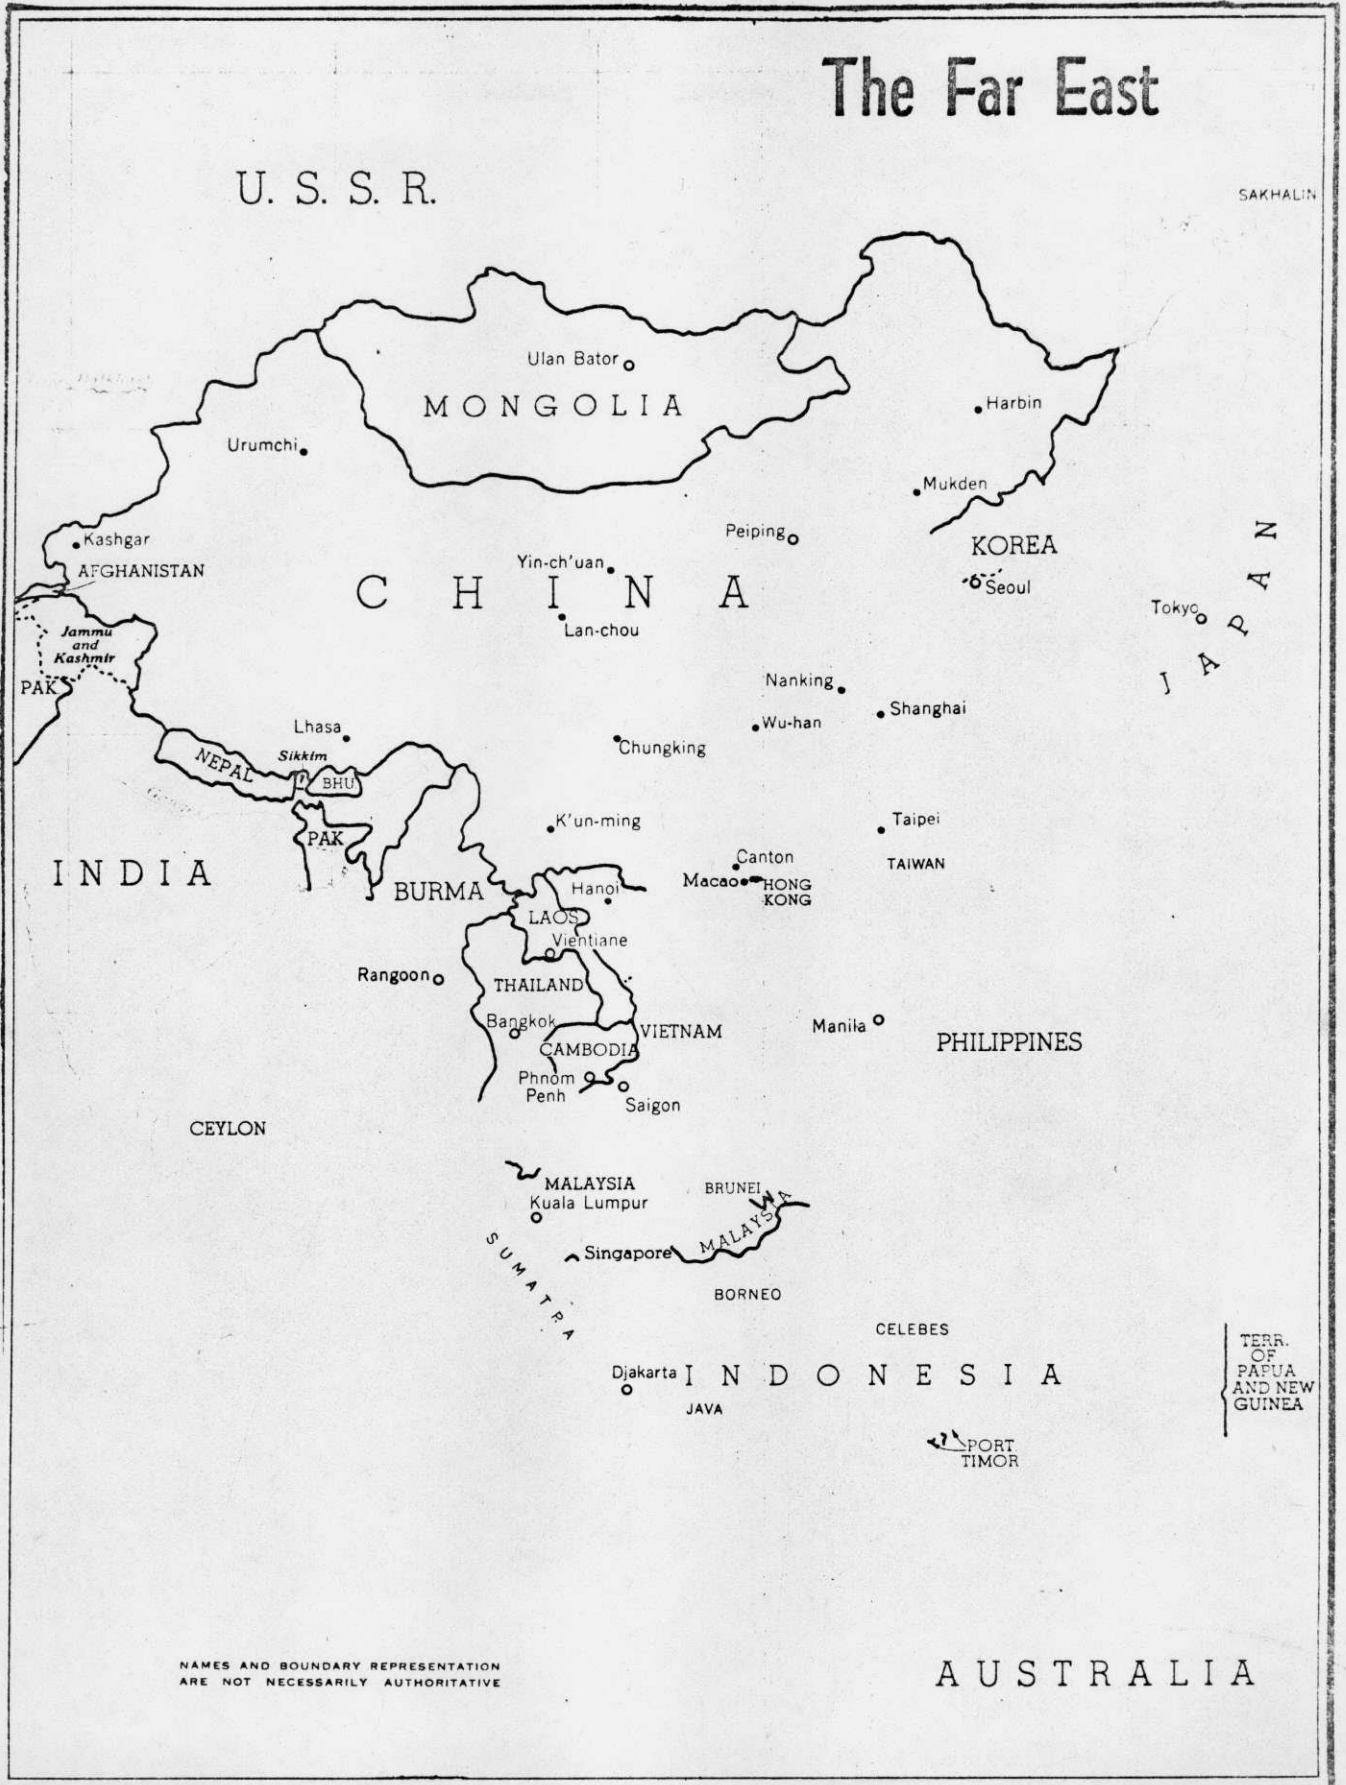 The Far East
U. S. S. R.
SAKHALIN
Ulan Bator
MONGOLIA
Harbin
Urumchi
Mukden
Peiping
Kashgar
KOREA
Yin-ch'uan
AFGHANISTAN
CHINA
Seoul
Tokyo
JAPAN
Lan-chou
Jammu
and
Kashmir
PAK
Nanking
Shanghai
Wu-han
Lhasa
Chungking
NEPAL
Sikkim
BHU
K'un-ming
Taipei
PAK
TAIWAN
INDIA
Canton
Macao
HONG
KONG
BURMA
Hanoi
LAOS
Vientiane
Rangoon
THAILAND
Bangkok
VIETNAM
Manila
PHILIPPINES
CAMBODIA
Phnom
Penh
Saigon
CEYLON
MALAYSIA
Kuala Lumpur
BRUNEI
MALAYSIA
Singapore
SUMATRA
BORNEO
CELEBES
Djakarta
INDONESIA
JAVA
TERR.
OF
PAPUA
AND NEW
GUINEA
PORT
TIMOR
NAMES AND BOUNDARY REPRESENTATION
ARE NOT NECESSARILY AUTHORITATIVE
AUSTRALIA